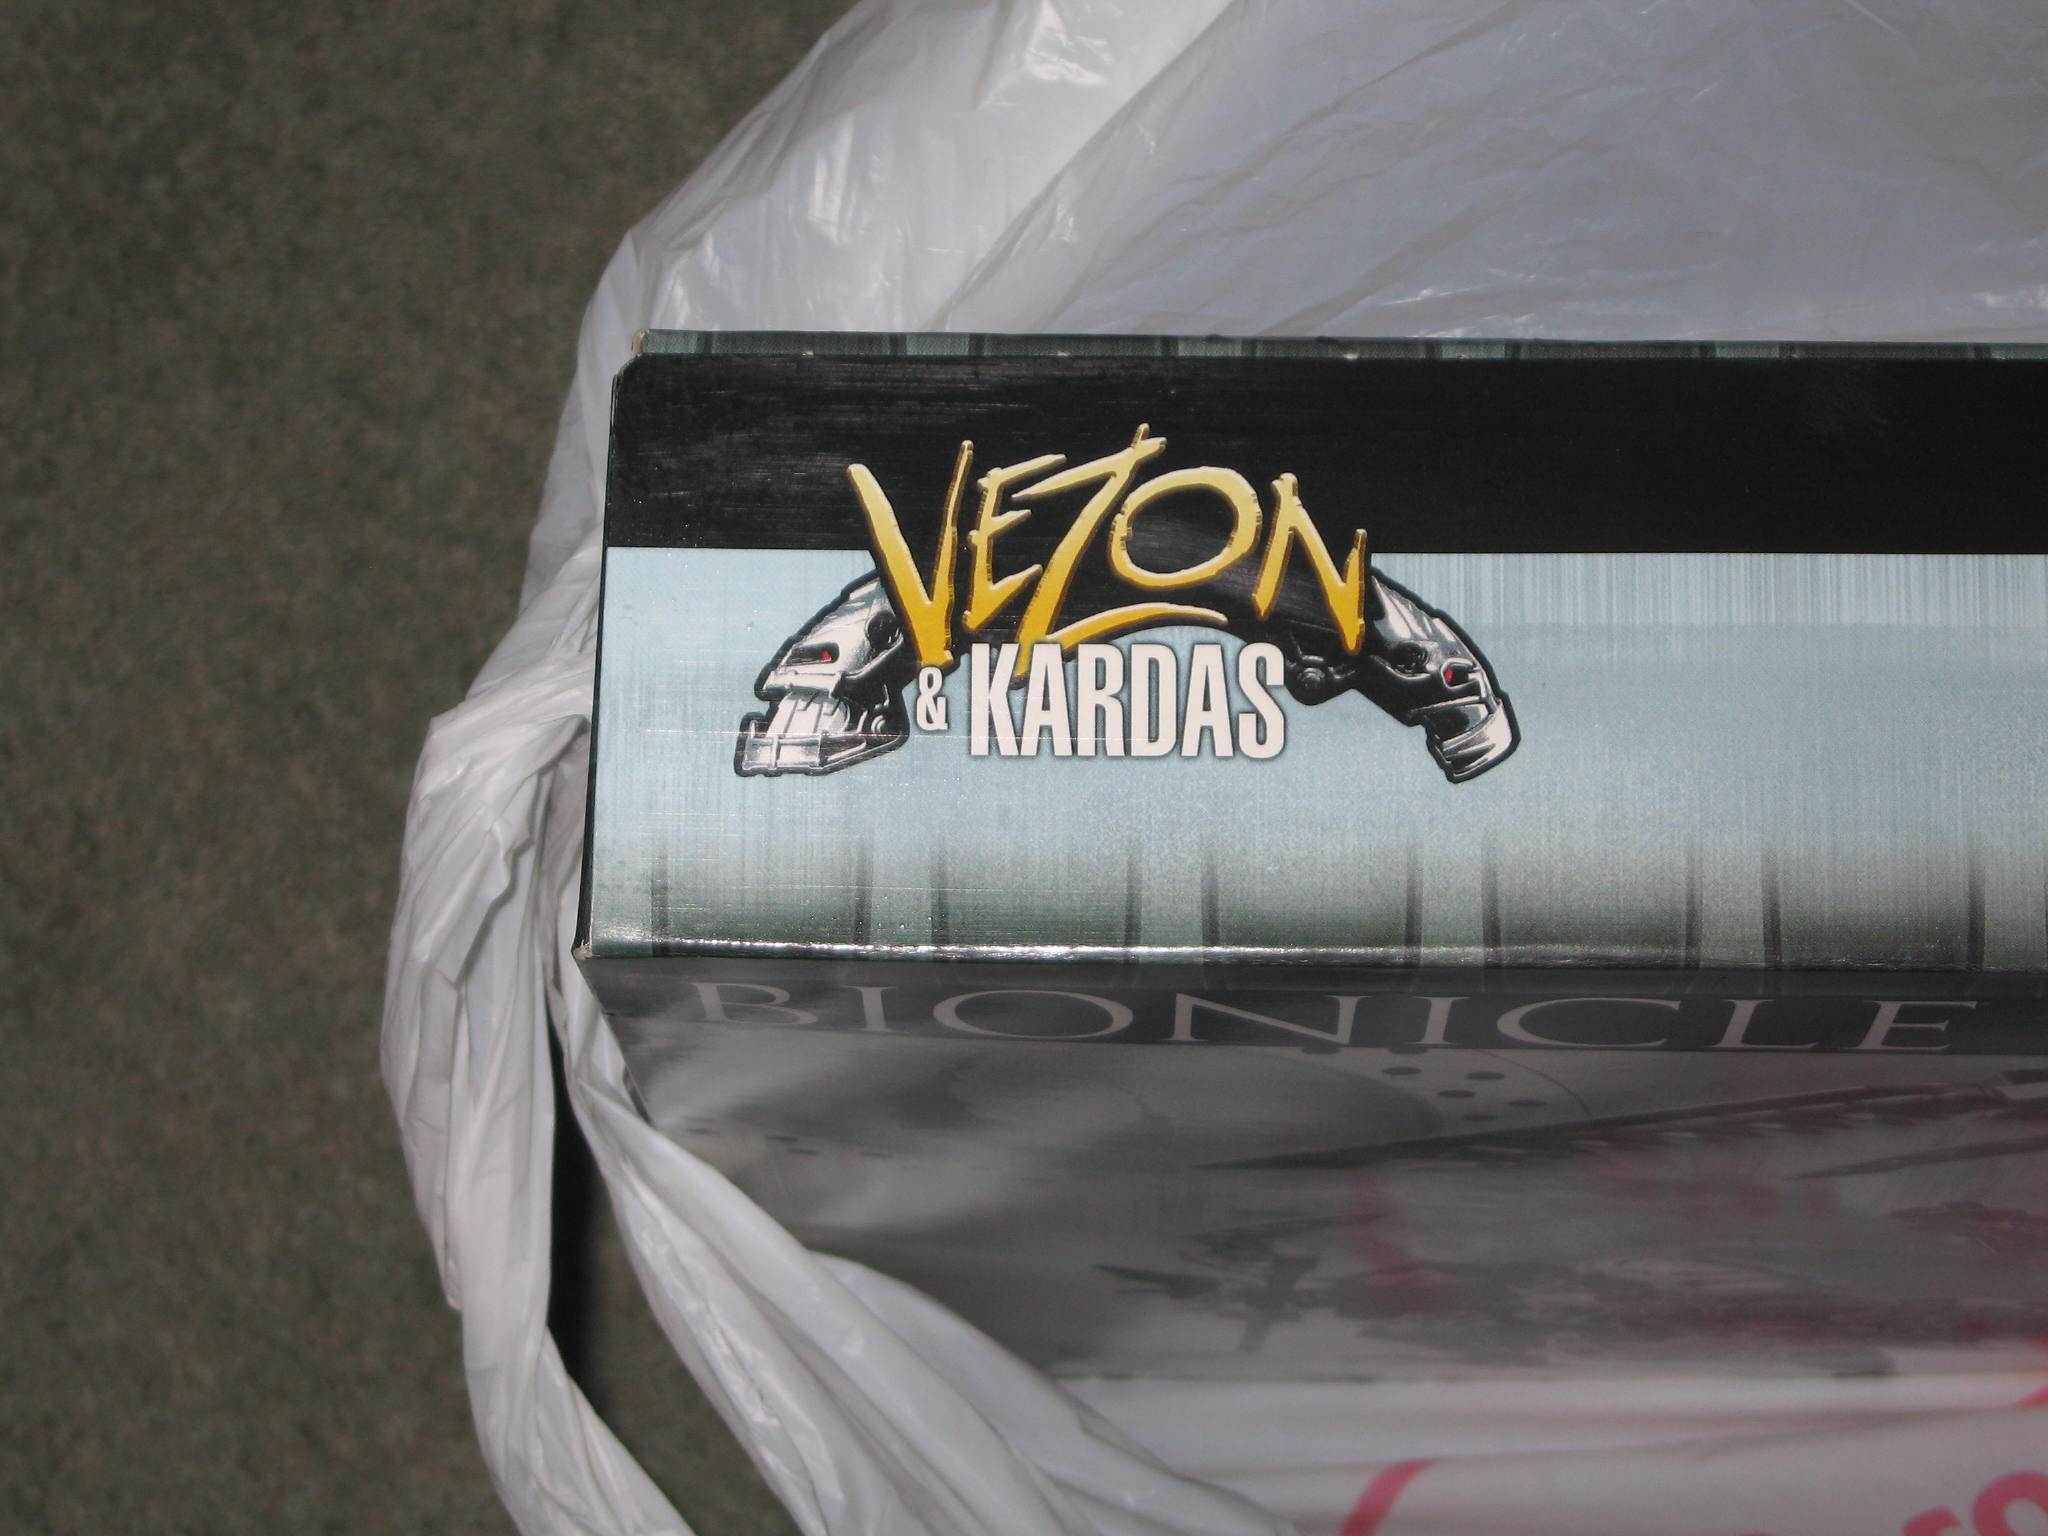 VEZON
& KARDAS
BIONICLE